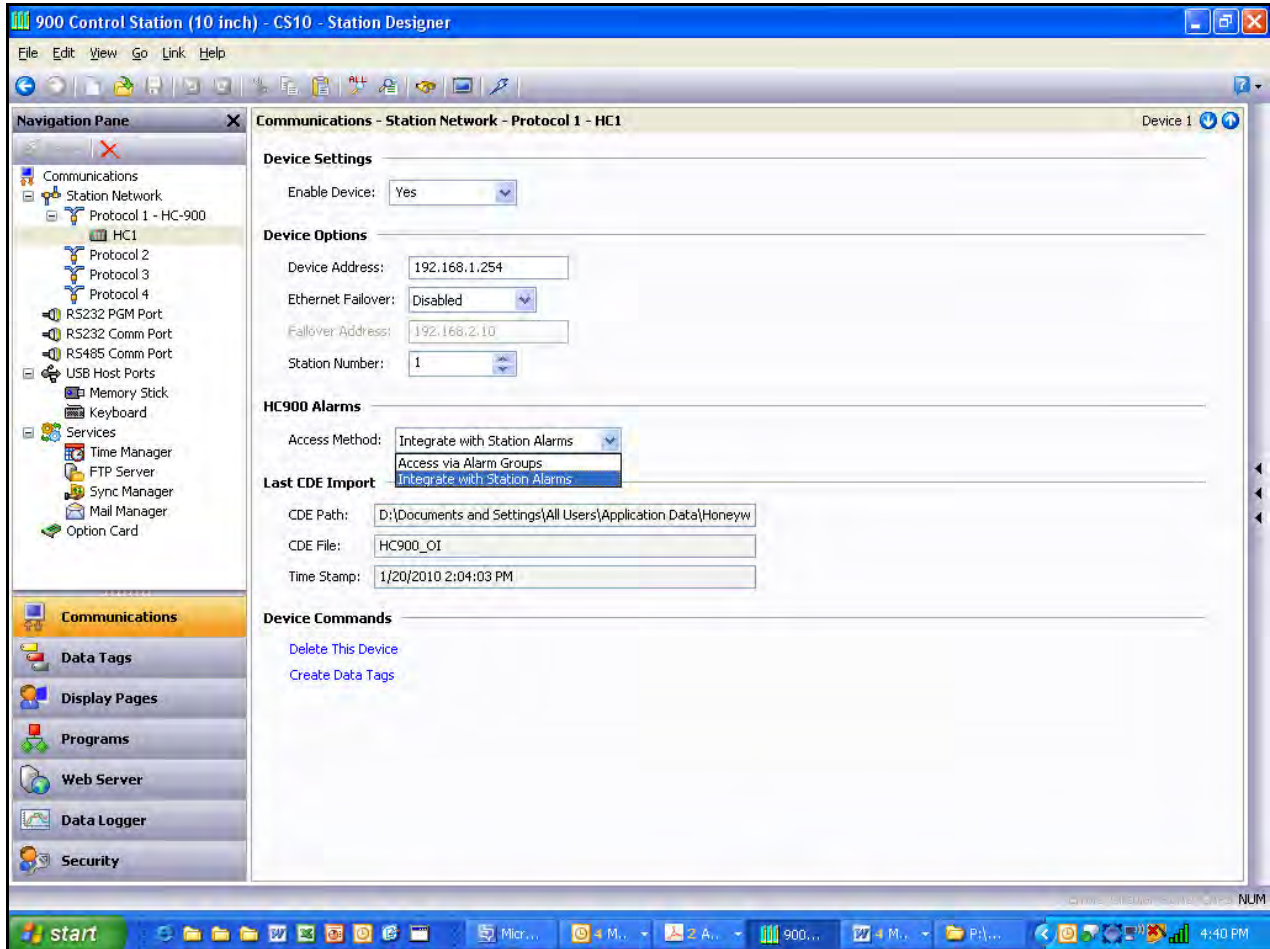 900 Control Station (10 inch) - CS10 - Station Designer
File Edit View Go Link Help
ALL
Navigation Pane
Communications
Station Network
Protocol 1 - HC-900
HC1
Protocol 2
Protocol 3
Protocol 4
RS232 PGM Port
RS232 Comm Port
RS485 Comm Port
USB Host Ports
Memory Stick
Keyboard
Services
Time Manager
FTP Server
Sync Manager
Mail Manager
Option Card
Communications
Data Tags
Display Pages
Programs
Web Server
Data Logger
Security
Communications - Station Network - Protocol 1 - HC1
Device 1
Device Settings
Enable Device: Yes
Device Options
Device Address: 192.168.1.254
Ethernet Failover: Disabled
Failover Address: 192.168.2.10
Station Number: 1
HC900 Alarms
Access Method: Integrate with Station Alarms
Access via Alarm Groups
Integrate with Station Alarms
Last CDE Import
CDE Path: D:\Documents and Settings\All Users\Application Data\Honeyw
CDE File: HC900_OI
Time Stamp: 1/20/2010 2:04:03 PM
Device Commands
Delete This Device
Create Data Tags
NUM
start Micr... 4 M.. 2 A.. 900... 4 M.. P:\... 4:40 PM